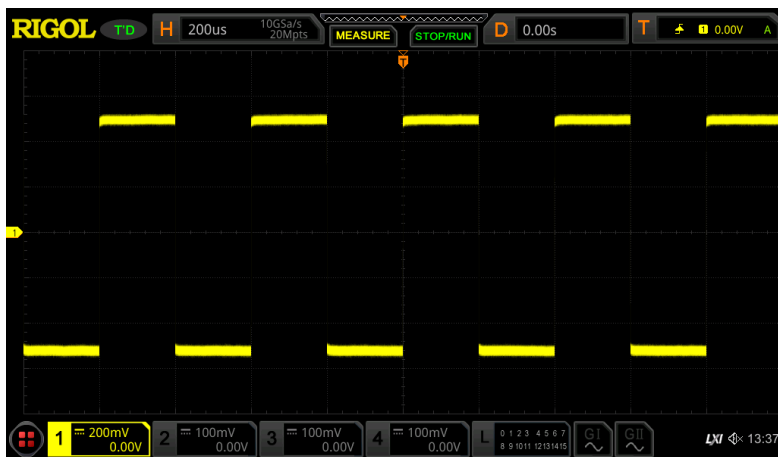 RIGOL T'D H 200us 10GSa/s 20Mpts MEASURE STOP/RUN D 0.00s T 1 0.00V A
T
1
1 200mV 0.00V 2 100mV 0.00V 3 100mV 0.00V 4 100mV 0.00V L 0 1 2 3 4 5 6 7 8 9 10 11 12 13 14 15 GI GII LXI 13:37